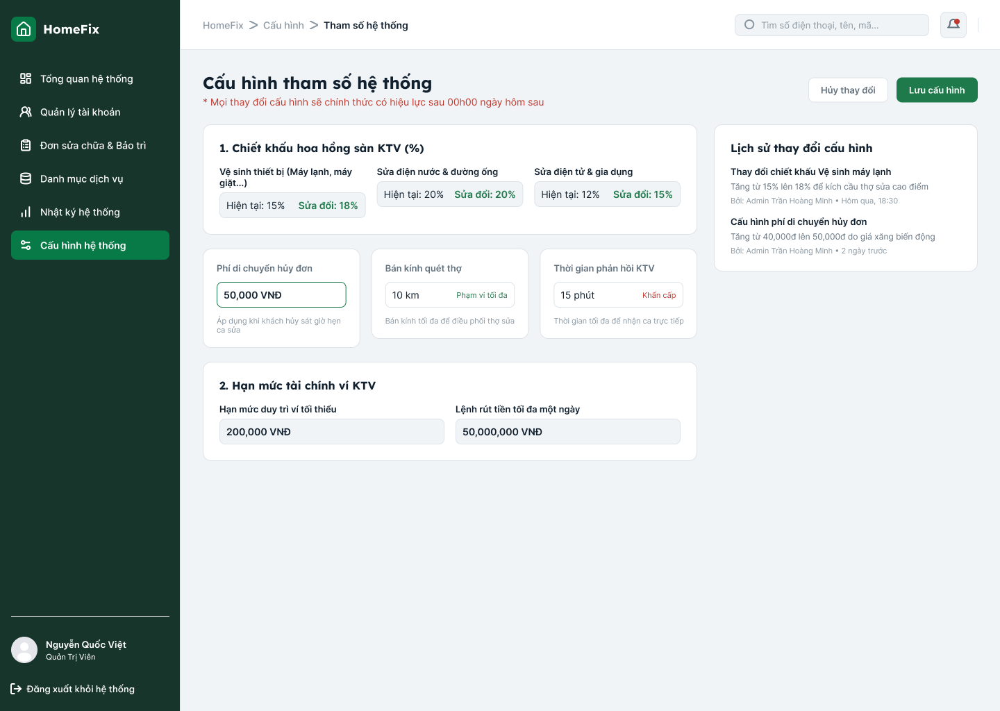 HomeFix
Tổng quan hệ thống
Quản lý tài khoản
Đơn sửa chữa & Bảo trì
Danh mục dịch vụ
Nhật ký hệ thống
Cấu hình hệ thống
Nguyễn Quốc Việt
Quản Trị Viên
Đăng xuất khỏi hệ thống
HomeFix > Cấu hình > Tham số hệ thống
Tìm số điện thoại, tên, mã...
Cấu hình tham số hệ thống
* Mọi thay đổi cấu hình sẽ chính thức có hiệu lực sau 00h00 ngày hôm sau
Hủy thay đổi
Lưu cấu hình
1. Chiết khấu hoa hồng sàn KTV (%)
Vệ sinh thiết bị (Máy lạnh, máy
giặt...)
Hiện tại: 15% Sửa đổi: 18%
Sửa điện nước & đường ống
Hiện tại: 20% Sửa đổi: 20%
Sửa điện tử & gia dụng
Hiện tại: 12% Sửa đổi: 15%
Phí di chuyển hủy đơn
50,000 VNĐ
Áp dụng khi khách hủy sát giờ hẹn
ca sửa
Bán kính quét thợ
10 km Phạm vi tối đa
Bán kính tối đa để điều phối thợ sửa
Thời gian phản hồi KTV
15 phút Khẩn cấp
Thời gian tối đa để nhận ca trực tiếp
2. Hạn mức tài chính ví KTV
Hạn mức duy trì ví tối thiểu
200,000 VNĐ
Lệnh rút tiền tối đa một ngày
50,000,000 VNĐ
Lịch sử thay đổi cấu hình
Thay đổi chiết khấu Vệ sinh máy lạnh
Tăng từ 15% lên 18% để kích cầu thợ sửa cao điểm
Bởi: Admin Trần Hoàng Minh • Hôm qua, 18:30
Cấu hình phí di chuyển hủy đơn
Tăng từ 40,000đ lên 50,000đ do giá xăng biến động
Bởi: Admin Trần Hoàng Minh • 2 ngày trước